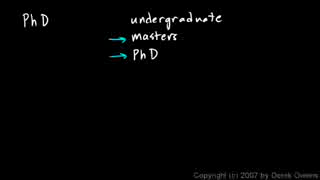 PhD
undergraduate
masters
PhD
Copyright (c) 2007 by Derek Owens